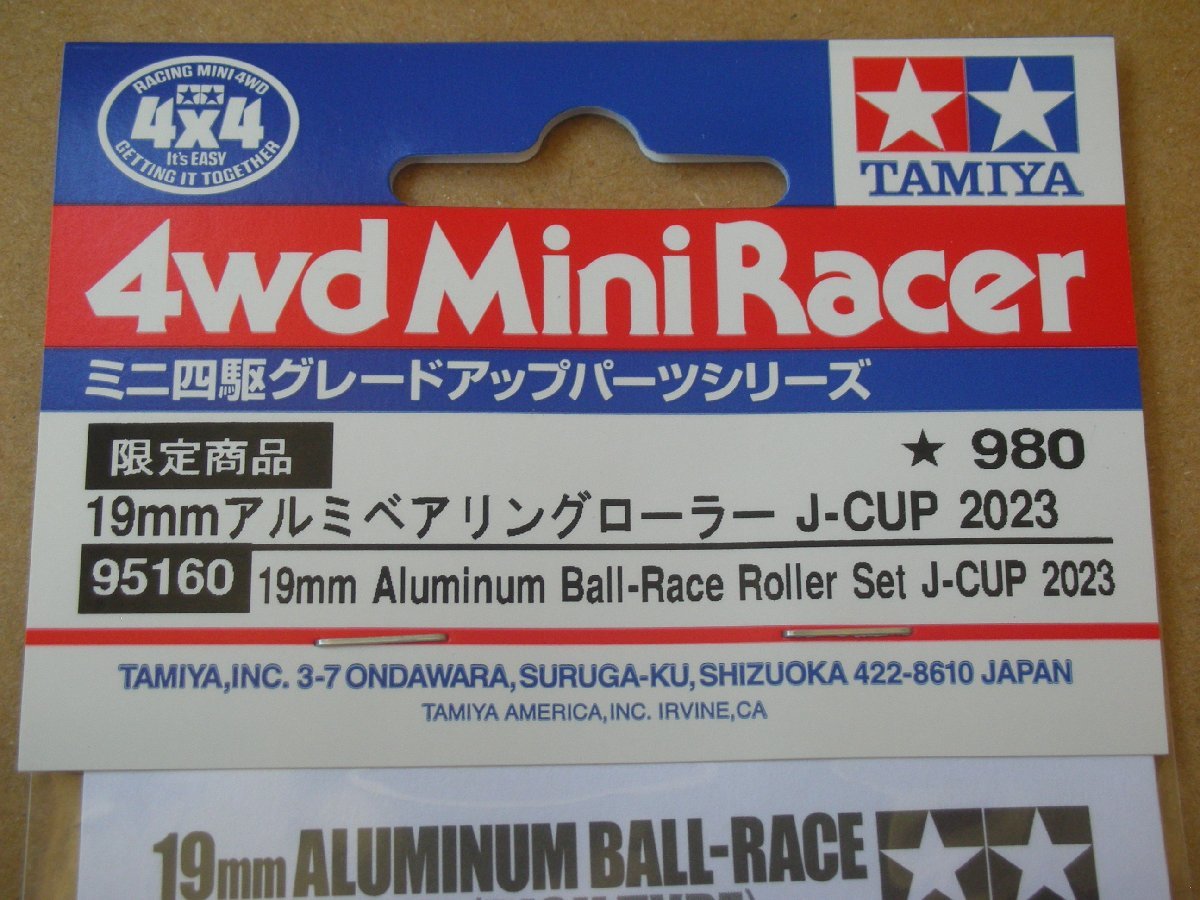 RACING MINI 4WD
4x4
It's EASY
GETTING IT TOGETHER
TAMIYA
4wd Mini Racer
ミニ四駆グレードアップパーツシリーズ
限定商品
★ 980
19mmアルミベアリングローラー J-CUP 2023
95160 19mm Aluminum Ball-Race Roller Set J-CUP 2023
TAMIYA,INC. 3-7 ONDAWARA, SURUGA-KU, SHIZUOKA 422-8610 JAPAN
TAMIYA AMERICA, INC. IRVINE, CA
19mm ALUMINUM BALL-RACE